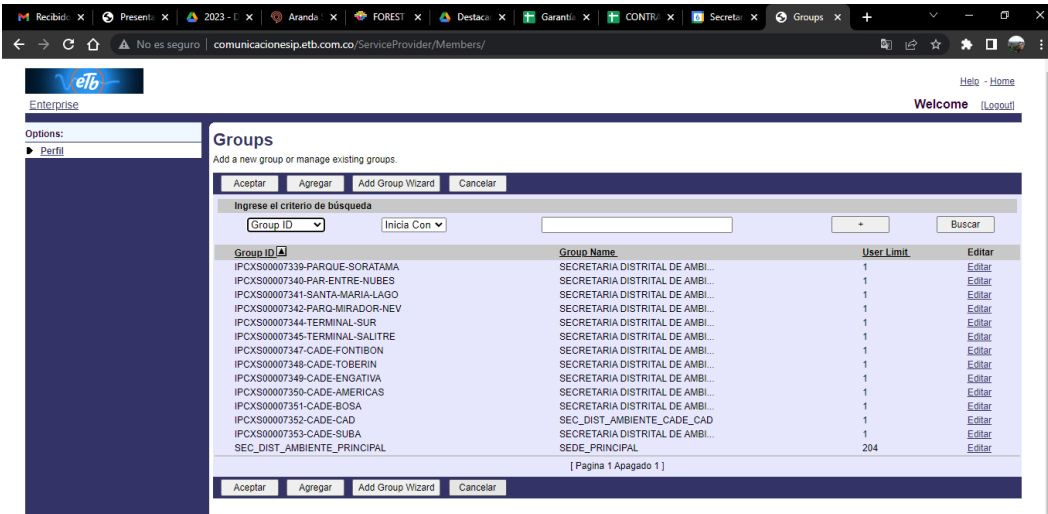 Recibido
Presenta
2023 - D
Aranda
FOREST
Destacad
Garantía
CONTRA
Secretar
Groups
No es seguro
comunicacionesip.etb.com.co/ServiceProvider/Members/
eTb
Help - Home
Enterprise
Welcome [Logout]
Options:
Perfil
Groups
Add a new group or manage existing groups.
Aceptar Agregar Add Group Wizard Cancelar
Ingrese el criterio de búsqueda
Group ID Inicia Con + Buscar
Group ID Group Name User Limit Editar
IPCXS00007339-PARQUE-SORATAMA SECRETARIA DISTRITAL DE AMBI... 1 Editar
IPCXS00007340-PAR-ENTRE-NUBES SECRETARIA DISTRITAL DE AMBI... 1 Editar
IPCXS00007341-SANTA-MARIA-LAGO SECRETARIA DISTRITAL DE AMBI... 1 Editar
IPCXS00007342-PARQ-MIRADOR-NEV SECRETARIA DISTRITAL DE AMBI... 1 Editar
IPCXS00007344-TERMINAL-SUR SECRETARIA DISTRITAL DE AMBI... 1 Editar
IPCXS00007345-TERMINAL-SALITRE SECRETARIA DISTRITAL DE AMBI... 1 Editar
IPCXS00007347-CADE-FONTIBON SECRETARIA DISTRITAL DE AMBI... 1 Editar
IPCXS00007348-CADE-TOBERIN SECRETARIA DISTRITAL DE AMBI... 1 Editar
IPCXS00007349-CADE-ENGATIVA SECRETARIA DISTRITAL DE AMBI... 1 Editar
IPCXS00007350-CADE-AMERICAS SECRETARIA DISTRITAL DE AMBI... 1 Editar
IPCXS00007351-CADE-BOSA SECRETARIA DISTRITAL DE AMBI... 1 Editar
IPCXS00007352-CADE-CAD SEC_DIST_AMBIENTE_CADE_CAD 1 Editar
IPCXS00007353-CADE-SUBA SECRETARIA DISTRITAL DE AMBI... 1 Editar
SEC_DIST_AMBIENTE_PRINCIPAL SEDE_PRINCIPAL 204 Editar
[ Pagina 1 Apagado 1 ]
Aceptar Agregar Add Group Wizard Cancelar